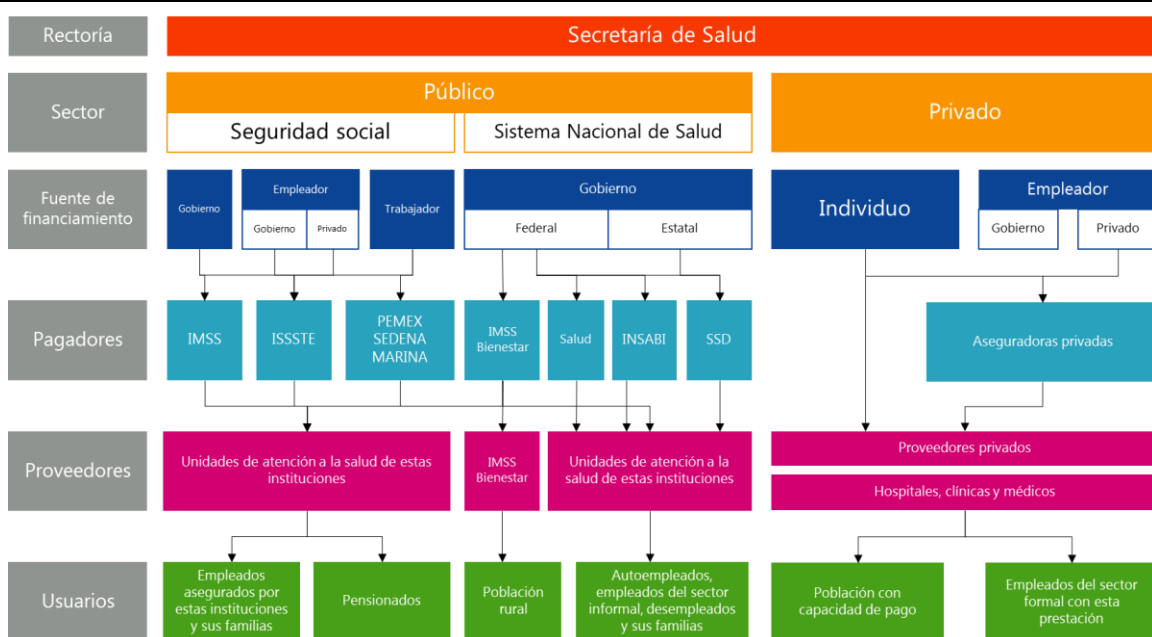 Rectoría
Secretaría de Salud
Sector
Público
Seguridad social
Sistema Nacional de Salud
Privado
Fuente de
financiamiento
Gobierno
Empleador
Gobierno
Privado
Trabajador
Gobierno
Federal
Estatal
Individuo
Empleador
Gobierno
Privado
Pagadores
IMSS
ISSSTE
PEMEX
SEDENA
MARINA
IMSS
Bienestar
Salud
INSABI
SSD
Aseguradoras privadas
Proveedores
Unidades de atención a la salud de estas
instituciones
IMSS
Bienestar
Unidades de atención a la
salud de estas instituciones
Proveedores privados
Hospitales, clínicas y médicos
Usuarios
Empleados
asegurados por
estas instituciones
y sus familias
Pensionados
Población
rural
Autoempleados,
empleados del sector
informal, desempleados
y sus familias
Población con
capacidad de pago
Empleados del sector
formal con esta
prestación